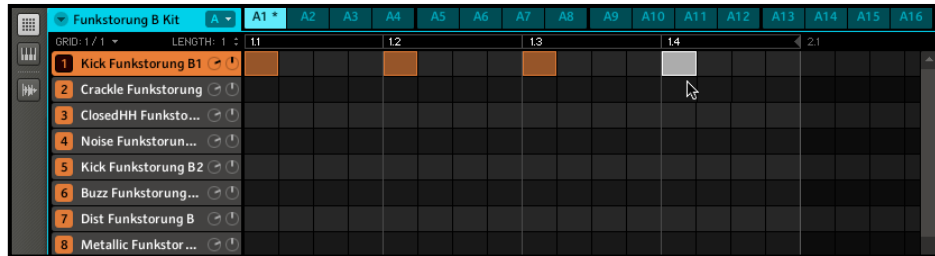 Funkstorung B Kit A A1 * A2 A3 A4 A5 A6 A7 A8 A9 A10 A11 A12 A13 A14 A15 A16
GRID: 1 / 1 LENGTH: 1 1.1 1.2 1.3 1.4 2.1
1 Kick Funkstorung B1
2 Crackle Funkstorung
3 ClosedHH Funksto...
4 Noise Funkstorun...
5 Kick Funkstorung B2
6 Buzz Funkstorung...
7 Dist Funkstorung B
8 Metallic Funkstor...